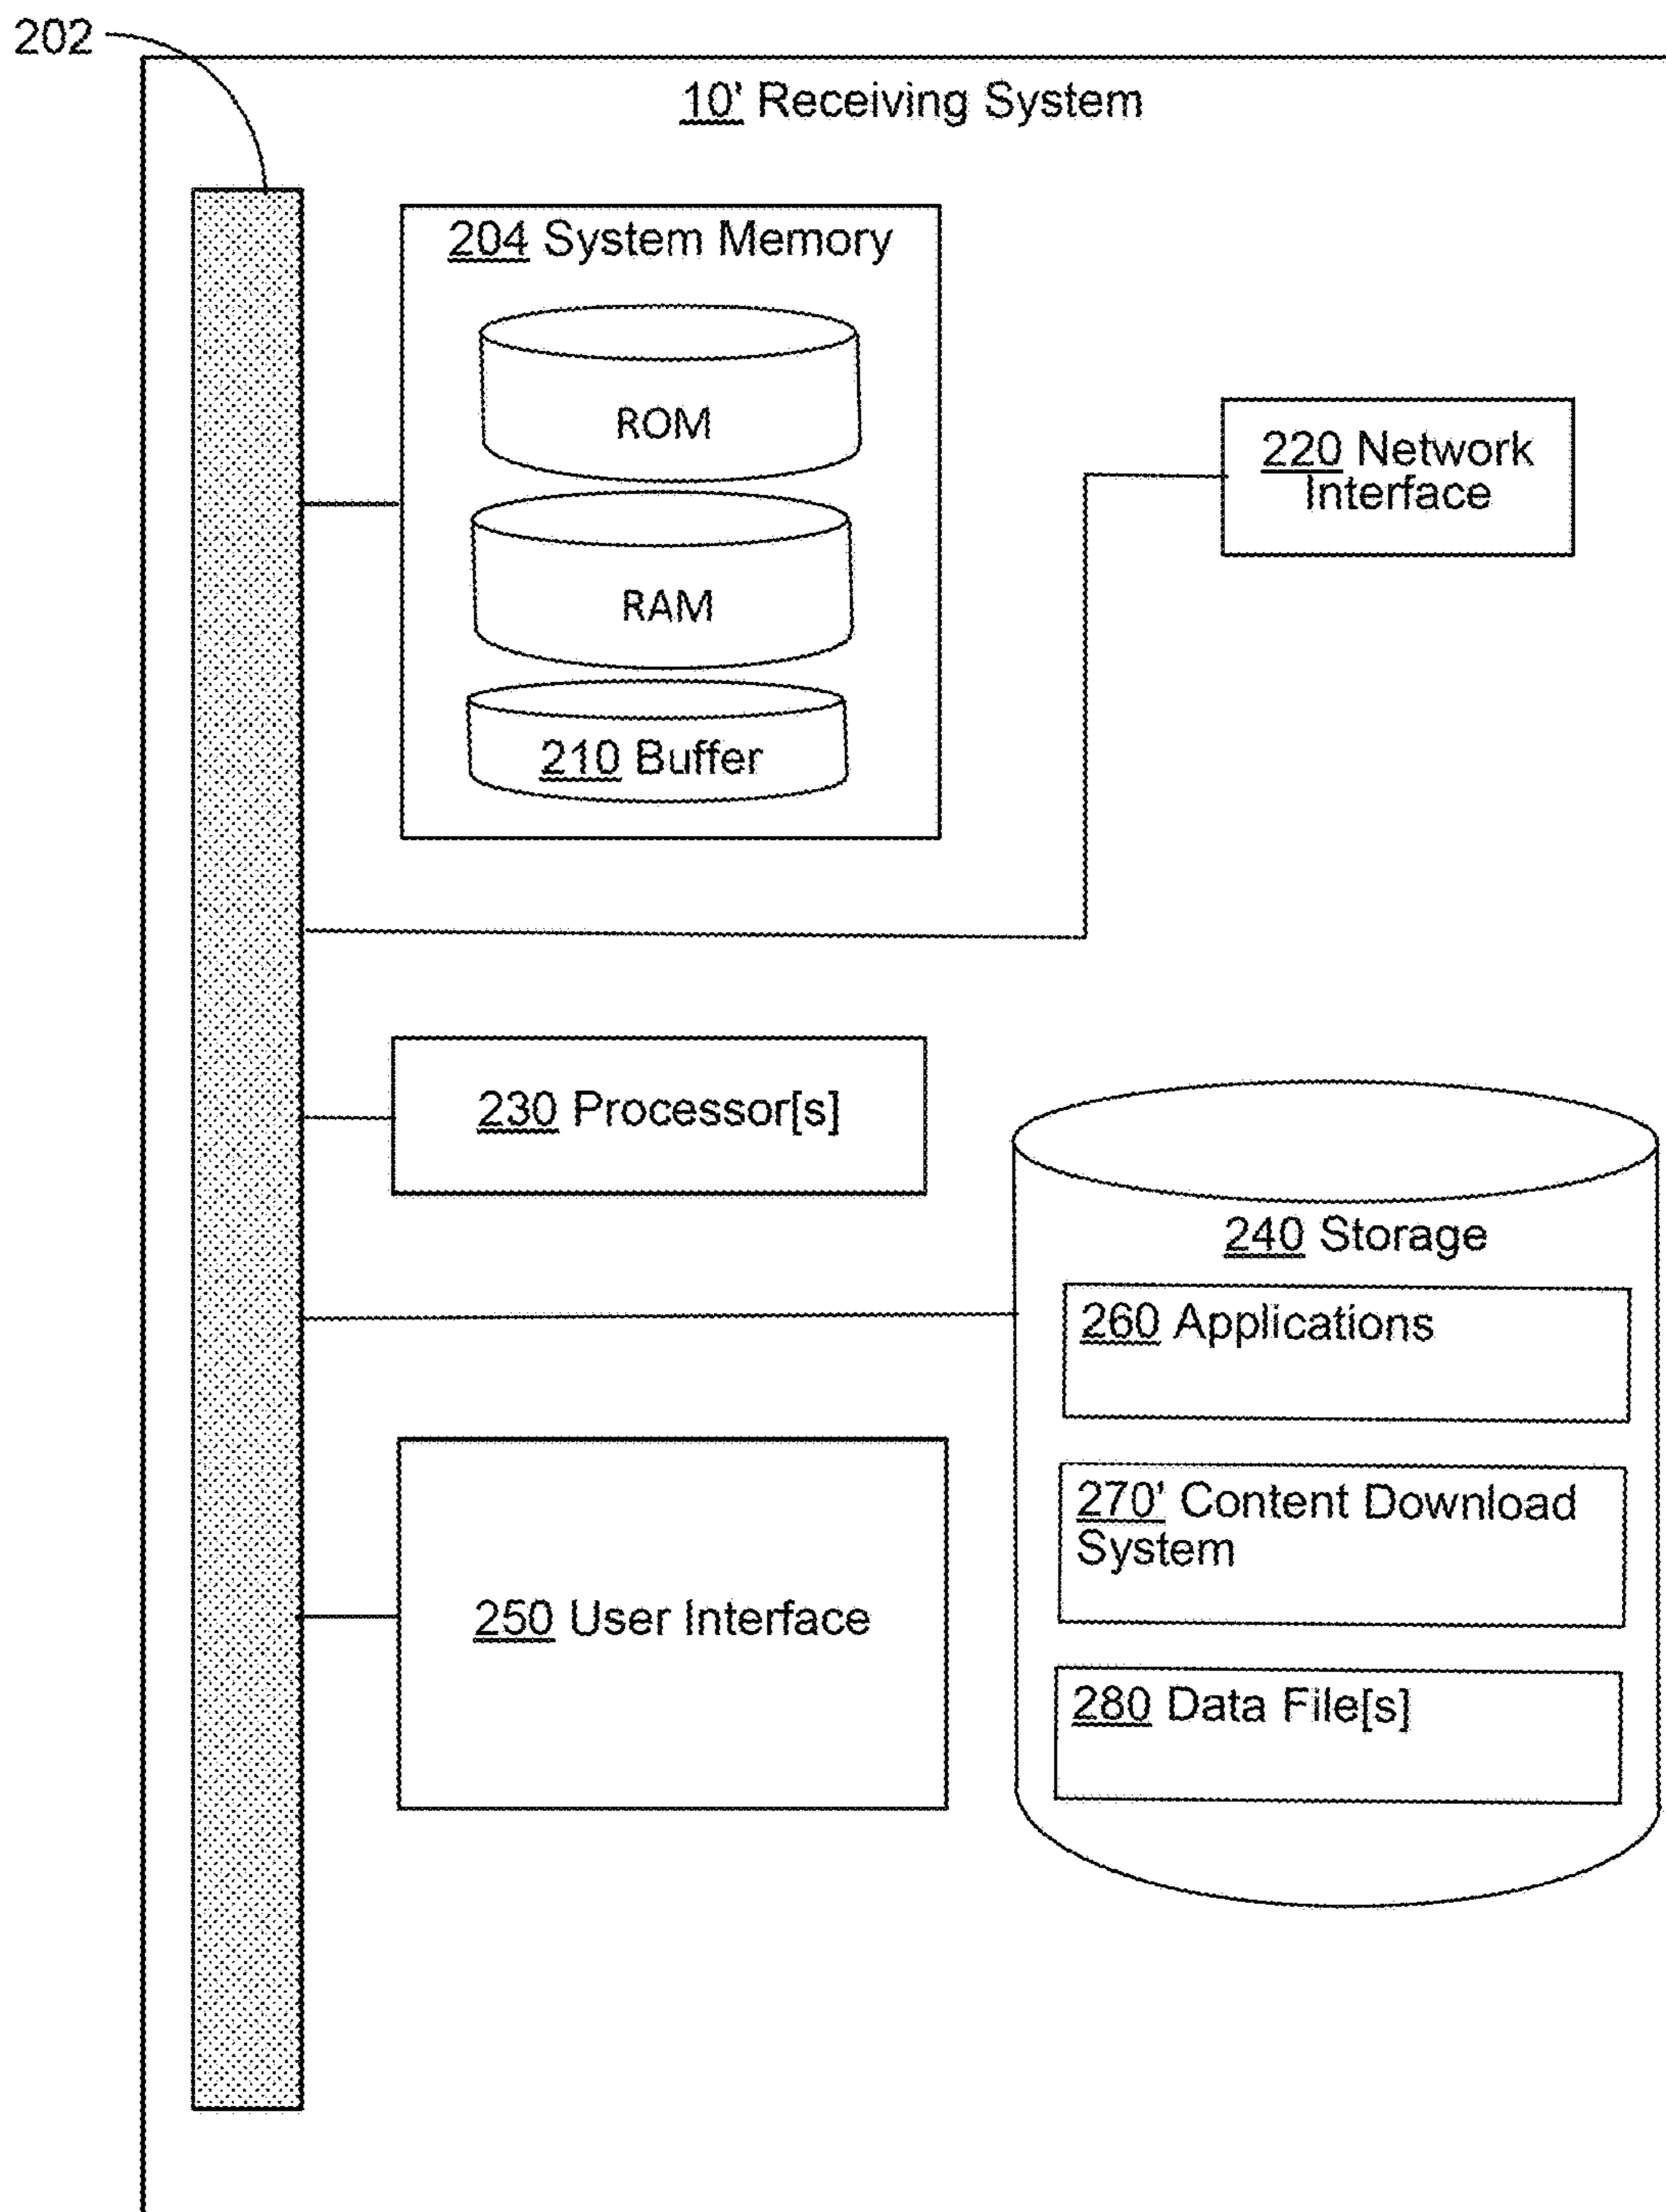 202
10' Receiving System
204 System Memory
ROM
RAM
210 Buffer
220 Network
Interface
230 Processor[s]
240 Storage
260 Applications
270' Content Download
System
280 Data File[s]
250 User Interface